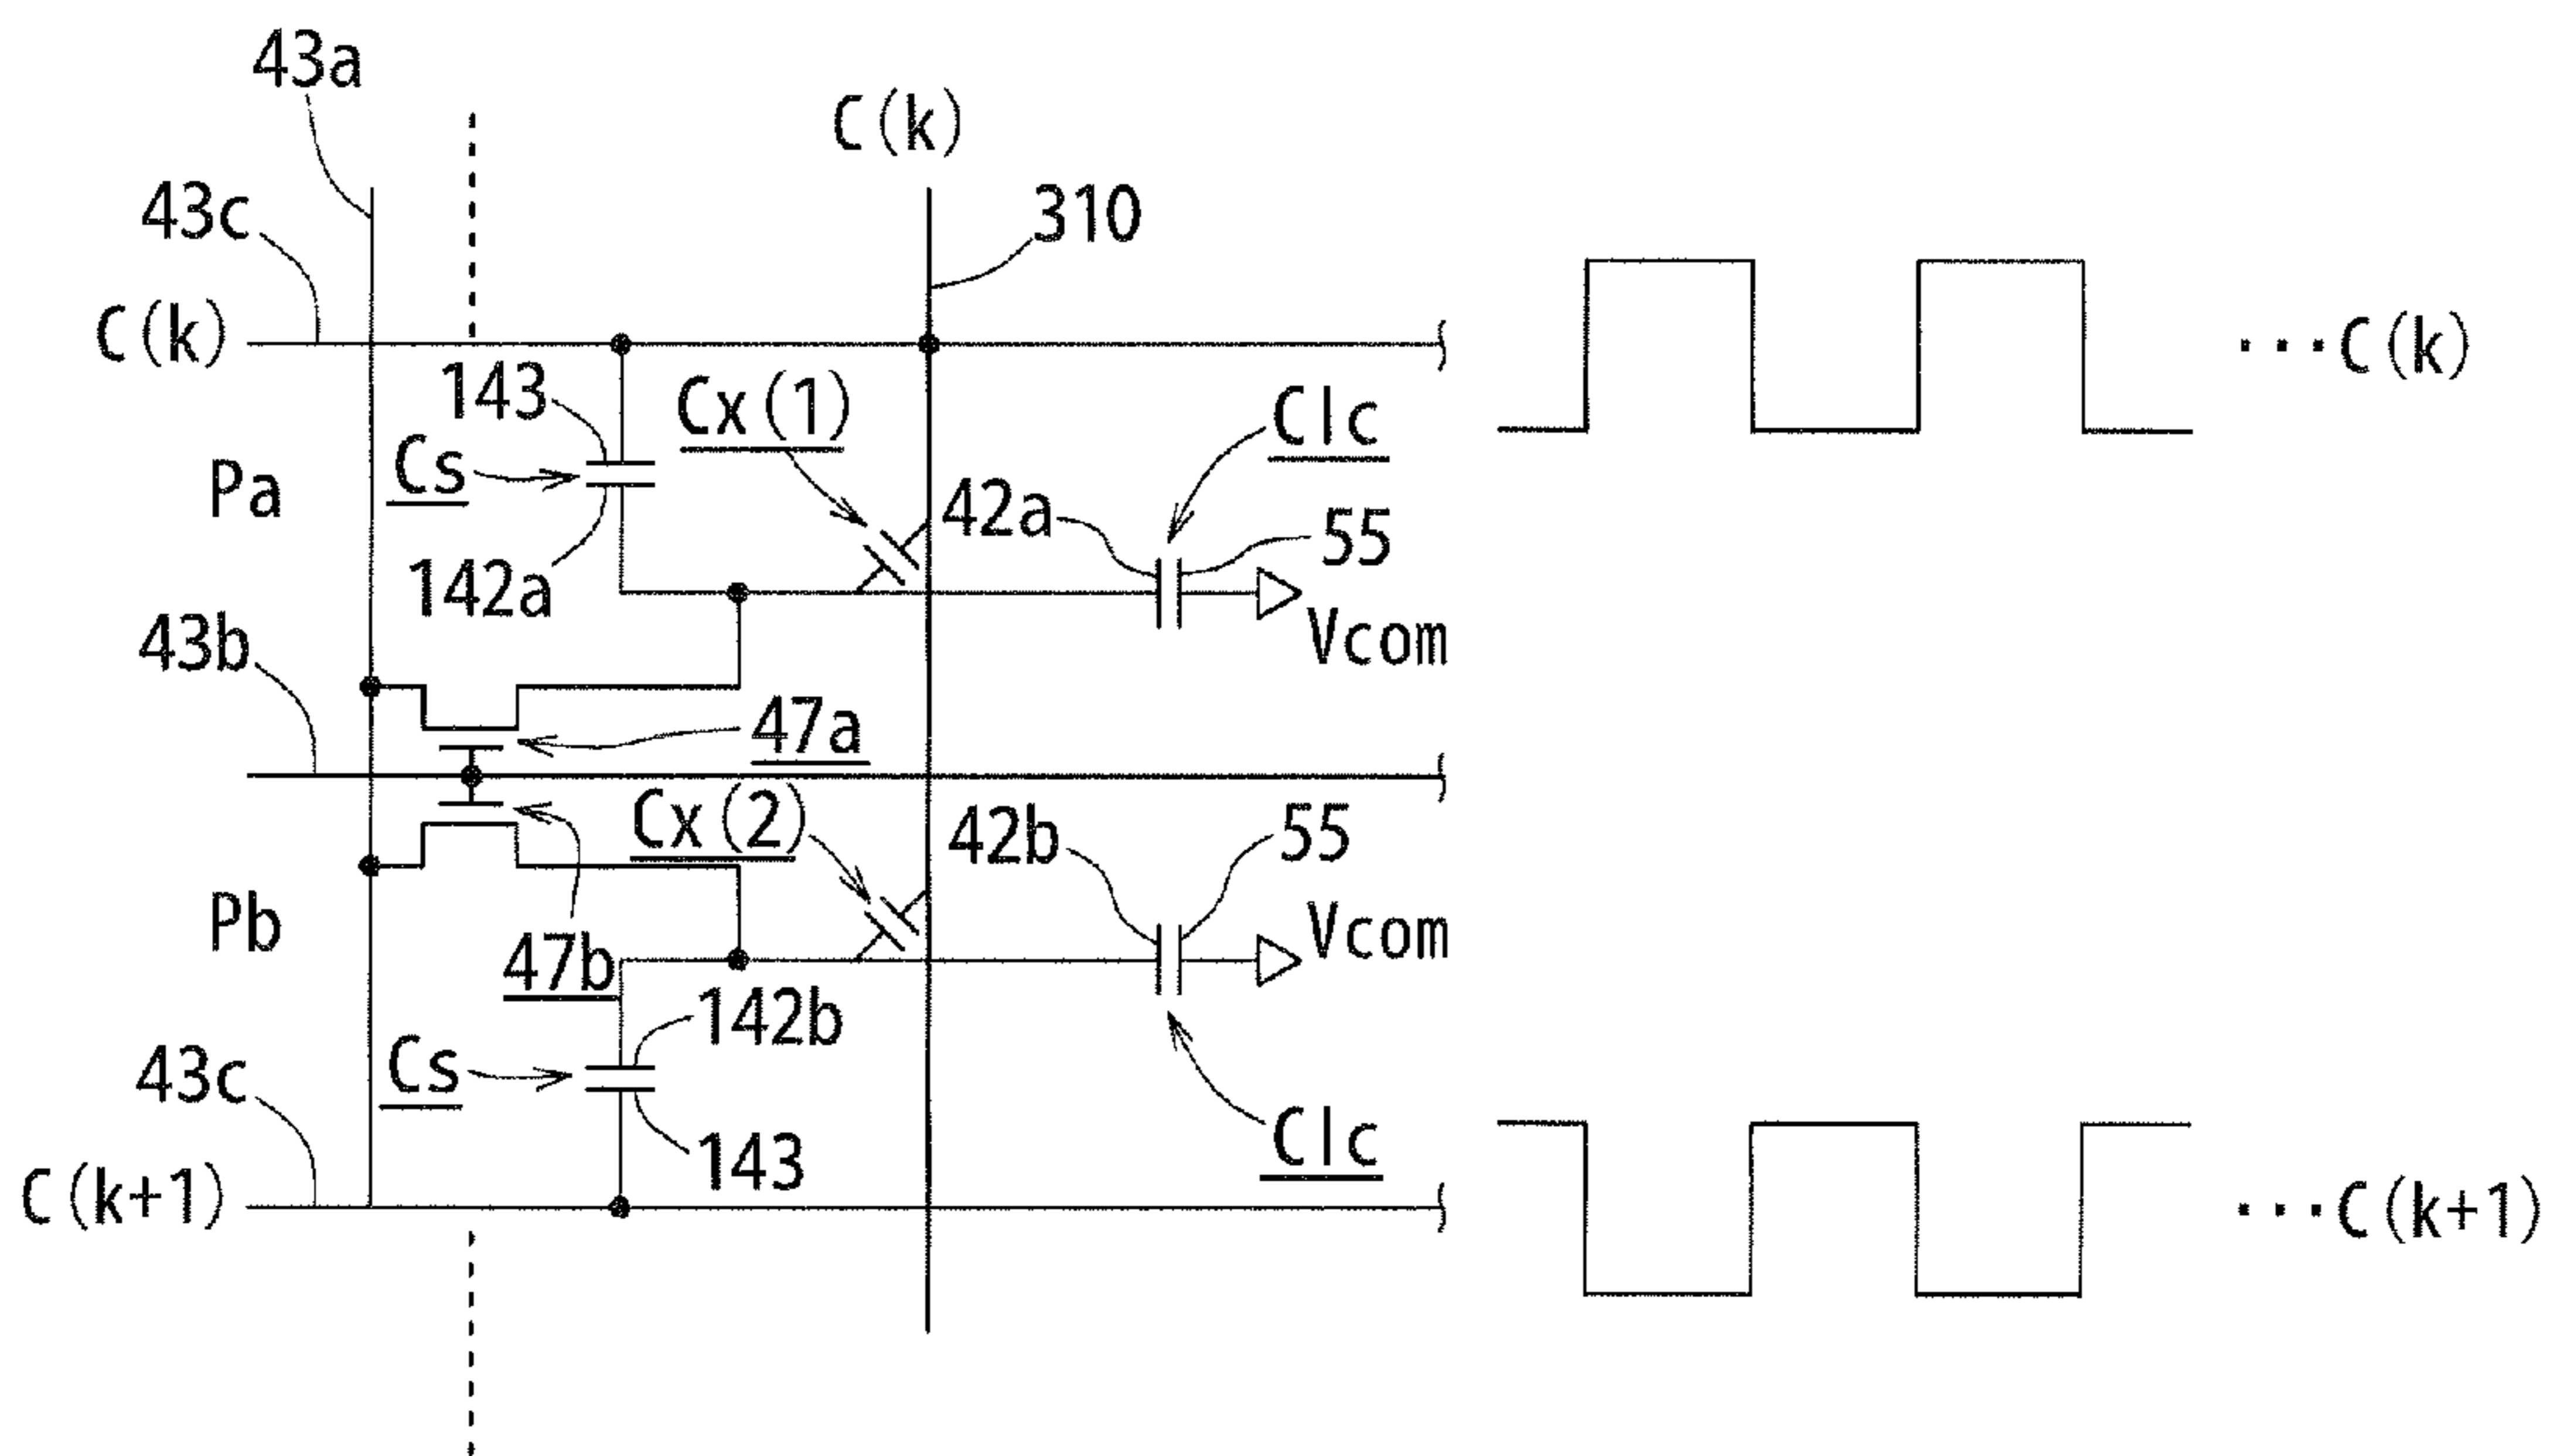 43a
C(k)
43c
310
C(k)
···C(k)
143
Cx(1)
Clc
Cs
Pa
42a
55
142a
Vcom
43b
47a
Cx(2)
42b
55
Pb
Vcom
47b
142b
Cs
43c
143
Clc
C(k+1)
···C(k+1)